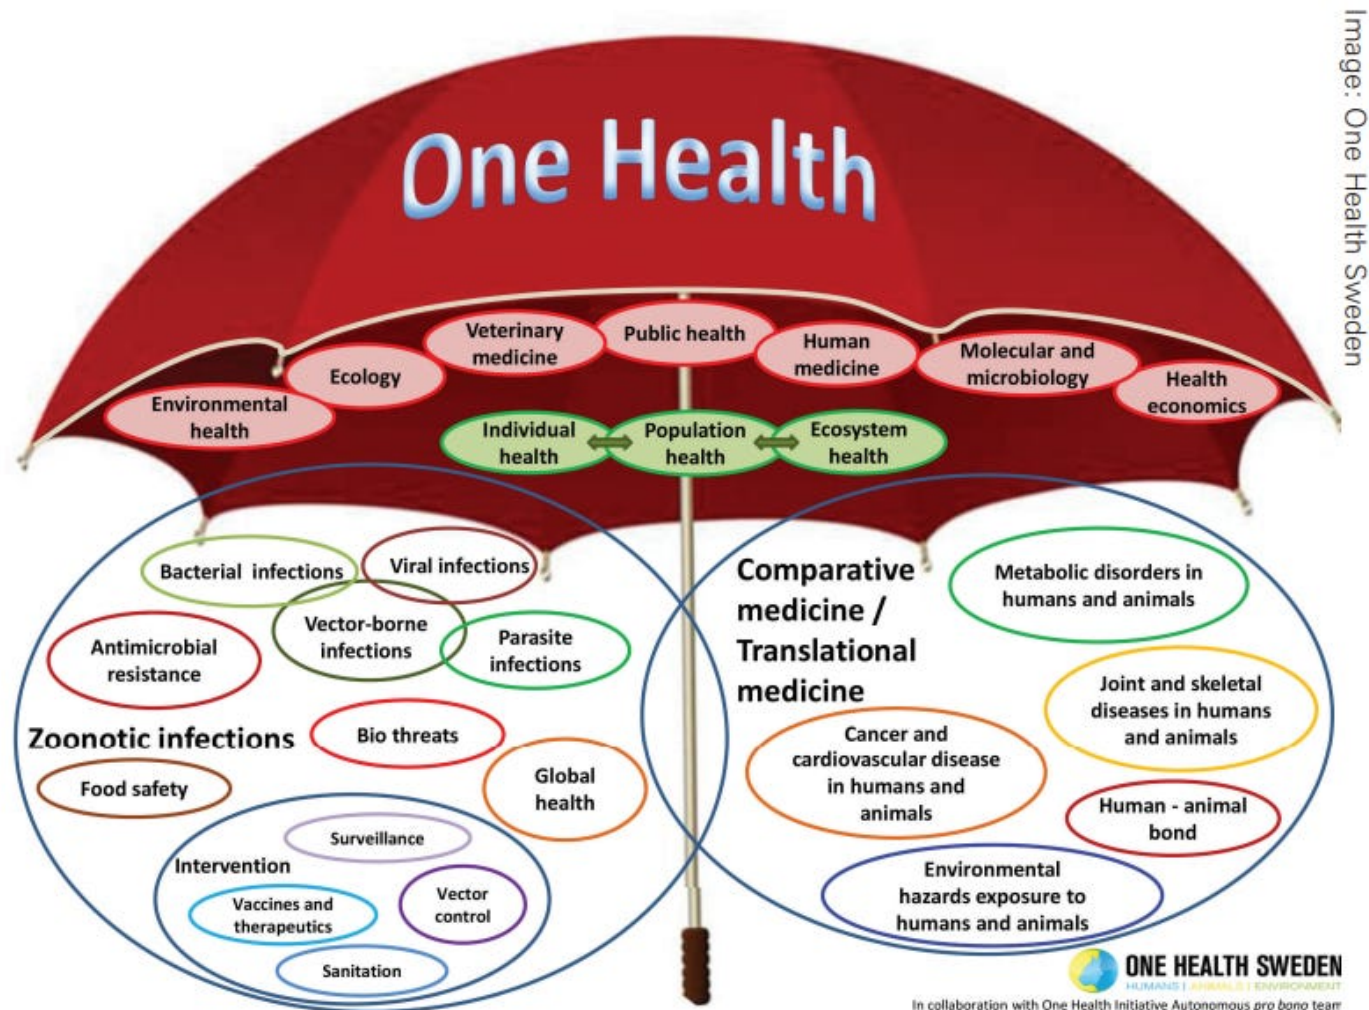 Image: One Health Sweden
One Health
Veterinary
medicine
Public health
Human
medicine
Molecular and
microbiology
Health
economics
Ecology
Environmental
health
Individual
health
Population
health
Ecosystem
health
Bacterial infections
Viral infections
Vector-borne
infections
Parasite
infections
Antimicrobial
resistance
Zoonotic infections
Bio threats
Food safety
Global
health
Surveillance
Intervention
Vaccines and
therapeutics
Vector
control
Sanitation
Comparative
medicine /
Translational
medicine
Metabolic disorders in
humans and animals
Joint and skeletal
diseases in humans
and animals
Cancer and
cardiovascular disease
in humans and
animals
Human - animal
bond
Environmental
hazards exposure to
humans and animals
ONE HEALTH SWEDEN
HUMANS | ANIMALS | ENVIRONMENT
In collaboration with One Health Initiative Autonomous pro bono team